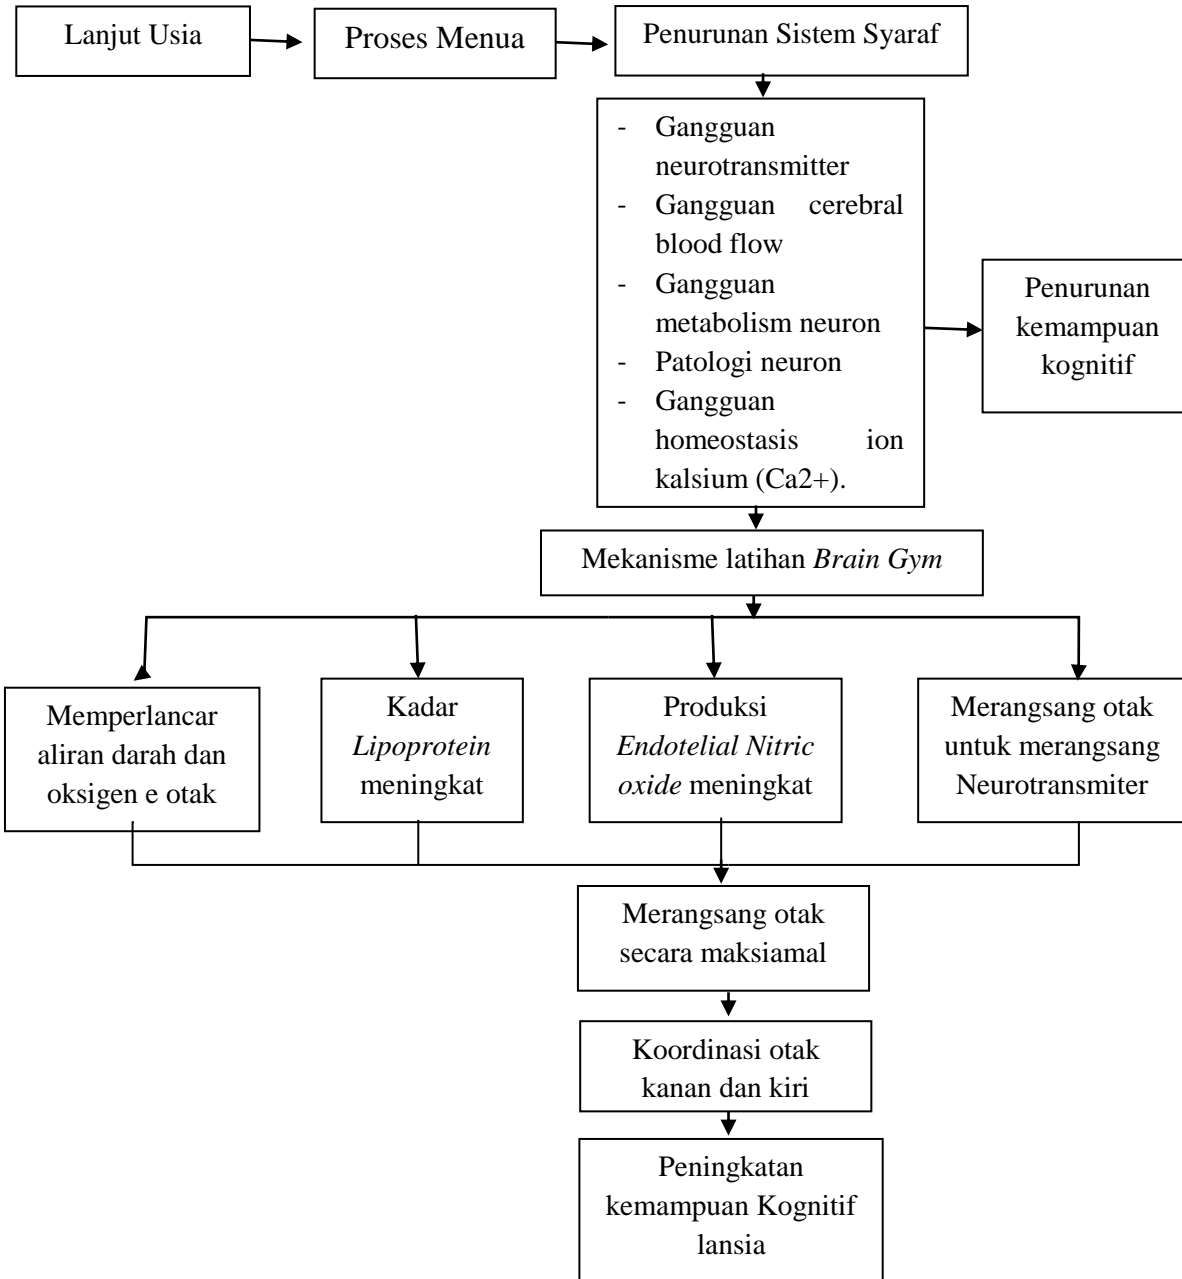 Lanjut Usia
Proses Menua
Penurunan Sistem Syaraf
- Gangguan
neurotransmitter
- Gangguan cerebral
blood flow
- Gangguan
metabolism neuron
- Patologi neuron
- Gangguan
homeostasis ion
kalsium (Ca2+).
Penurunan
kemampuan
kognitif
Mekanisme latihan Brain Gym
Memperlancar
aliran darah dan
oksigen e otak
Kadar
Lipoprotein
meningkat
Produksi
Endotelial Nitric
oxide meningkat
Merangsang otak
untuk merangsang
Neurotransmiter
Merangsang otak
secara maksiamal
Koordinasi otak
kanan dan kiri
Peningkatan
kemampuan Kognitif
lansia